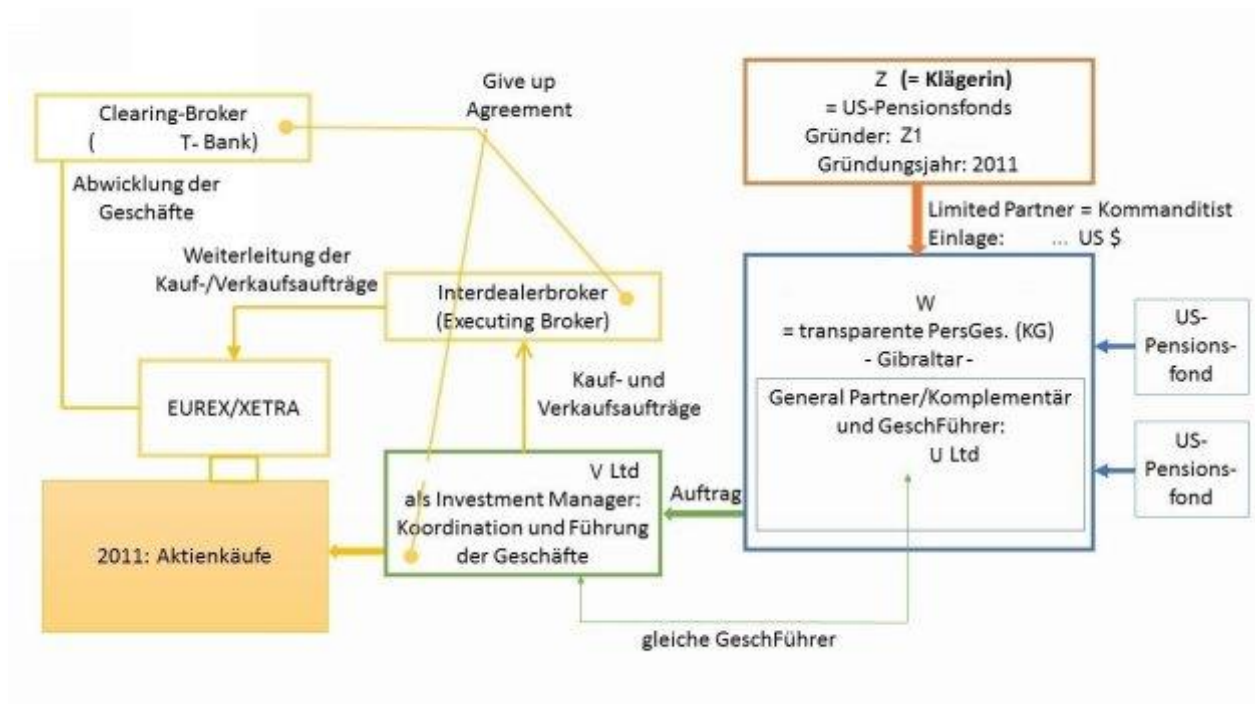 Give up
Agreement
Clearing-Broker
( T- Bank)
Z (= Klägerin)
= US-Pensionsfonds
Gründer: Z1
Gründungsjahr: 2011
Abwicklung der
Geschäfte
Limited Partner = Kommanditist
Einlage: ... US $
Weiterleitung der
Kauf-/Verkaufsaufträge
Interdealerbroker
(Executing Broker)
W
= transparente PersGes. (KG)
- Gibraltar -
US-
Pensions-
fond
EUREX/XETRA
Kauf- und
Verkaufsaufträge
General Partner/Komplementär
und GeschFührer:
U Ltd
US-
Pensions-
fond
V Ltd
als Investment Manager:
Koordination und Führung
der Geschäfte
Auftrag
2011: Aktienkäufe
gleiche GeschFührer